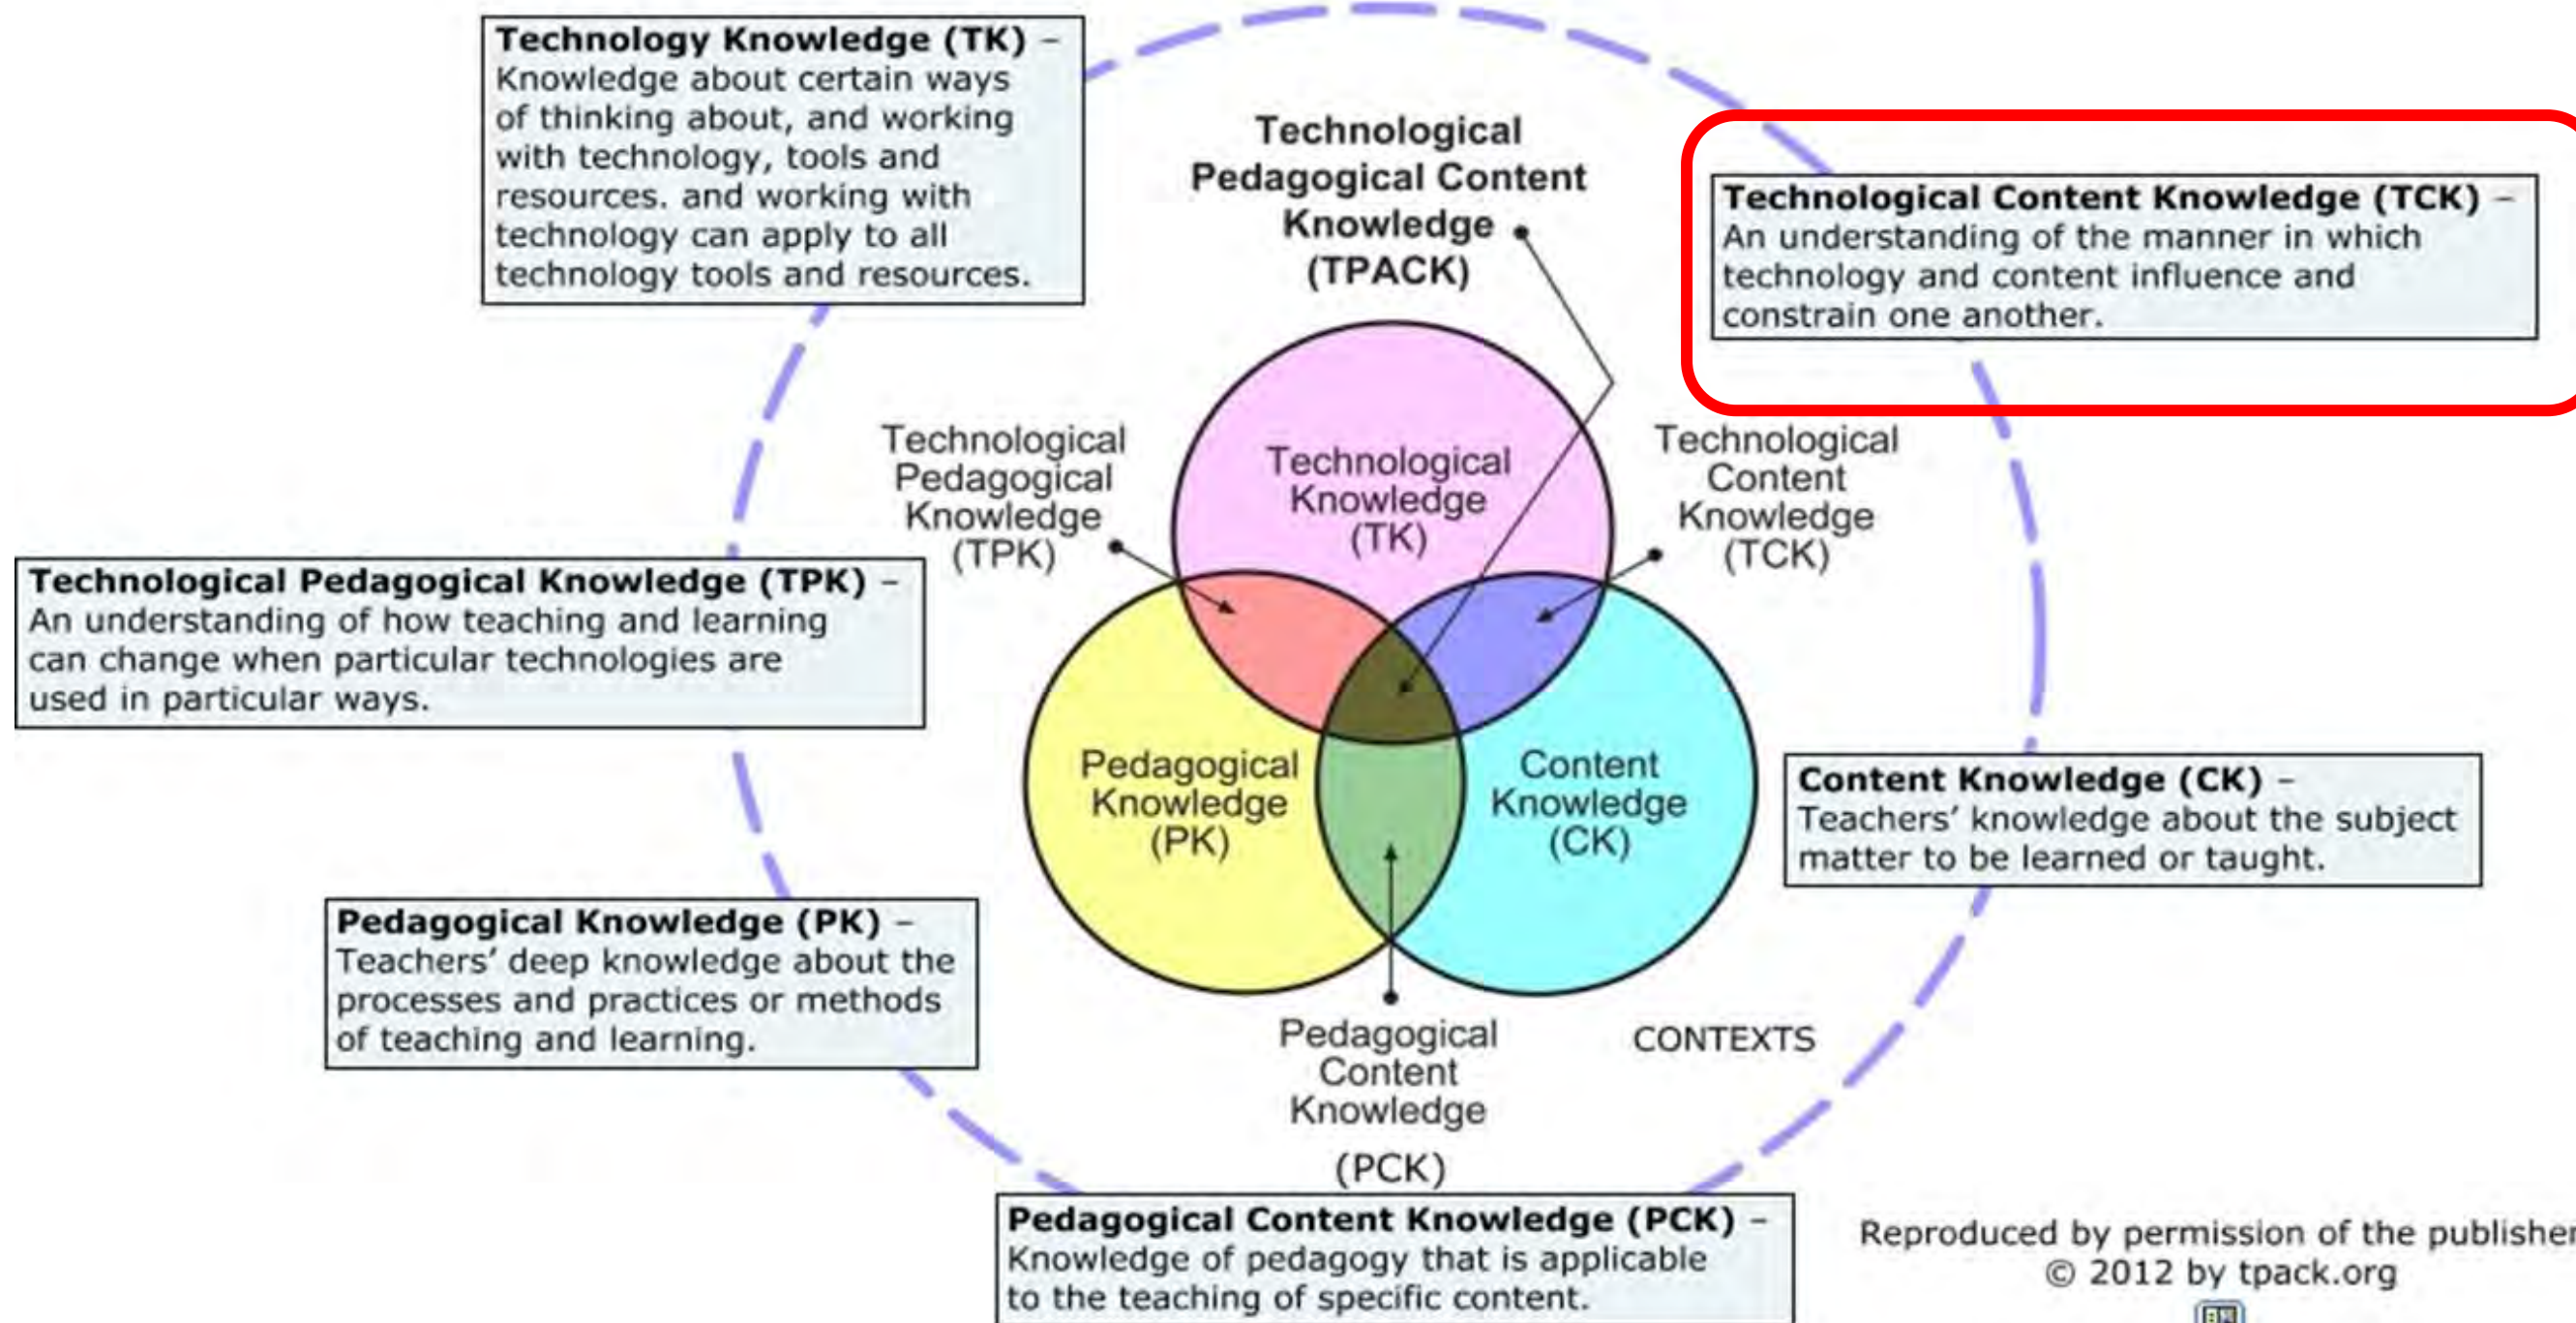 Technology Knowledge (TK) –
Knowledge about certain ways
of thinking about, and working
with technology, tools and
resources. and working with
technology can apply to all
technology tools and resources.
Technological
Pedagogical Content
Knowledge
(TPACK)
Technological Content Knowledge (TCK) –
An understanding of the manner in which
technology and content influence and
constrain one another.
Technological
Pedagogical
Knowledge
(TPK)
Technological
Knowledge
(TK)
Technological
Content
Knowledge
(TCK)
Technological Pedagogical Knowledge (TPK) –
An understanding of how teaching and learning
can change when particular technologies are
used in particular ways.
Pedagogical
Knowledge
(PK)
Content
Knowledge
(CK)
Content Knowledge (CK) –
Teachers’ knowledge about the subject
matter to be learned or taught.
Pedagogical Knowledge (PK) –
Teachers’ deep knowledge about the
processes and practices or methods
of teaching and learning.
Pedagogical
Content
Knowledge
(PCK)
CONTEXTS
Pedagogical Content Knowledge (PCK) –
Knowledge of pedagogy that is applicable
to the teaching of specific content.
Reproduced by permission of the publisher
© 2012 by tpack.org